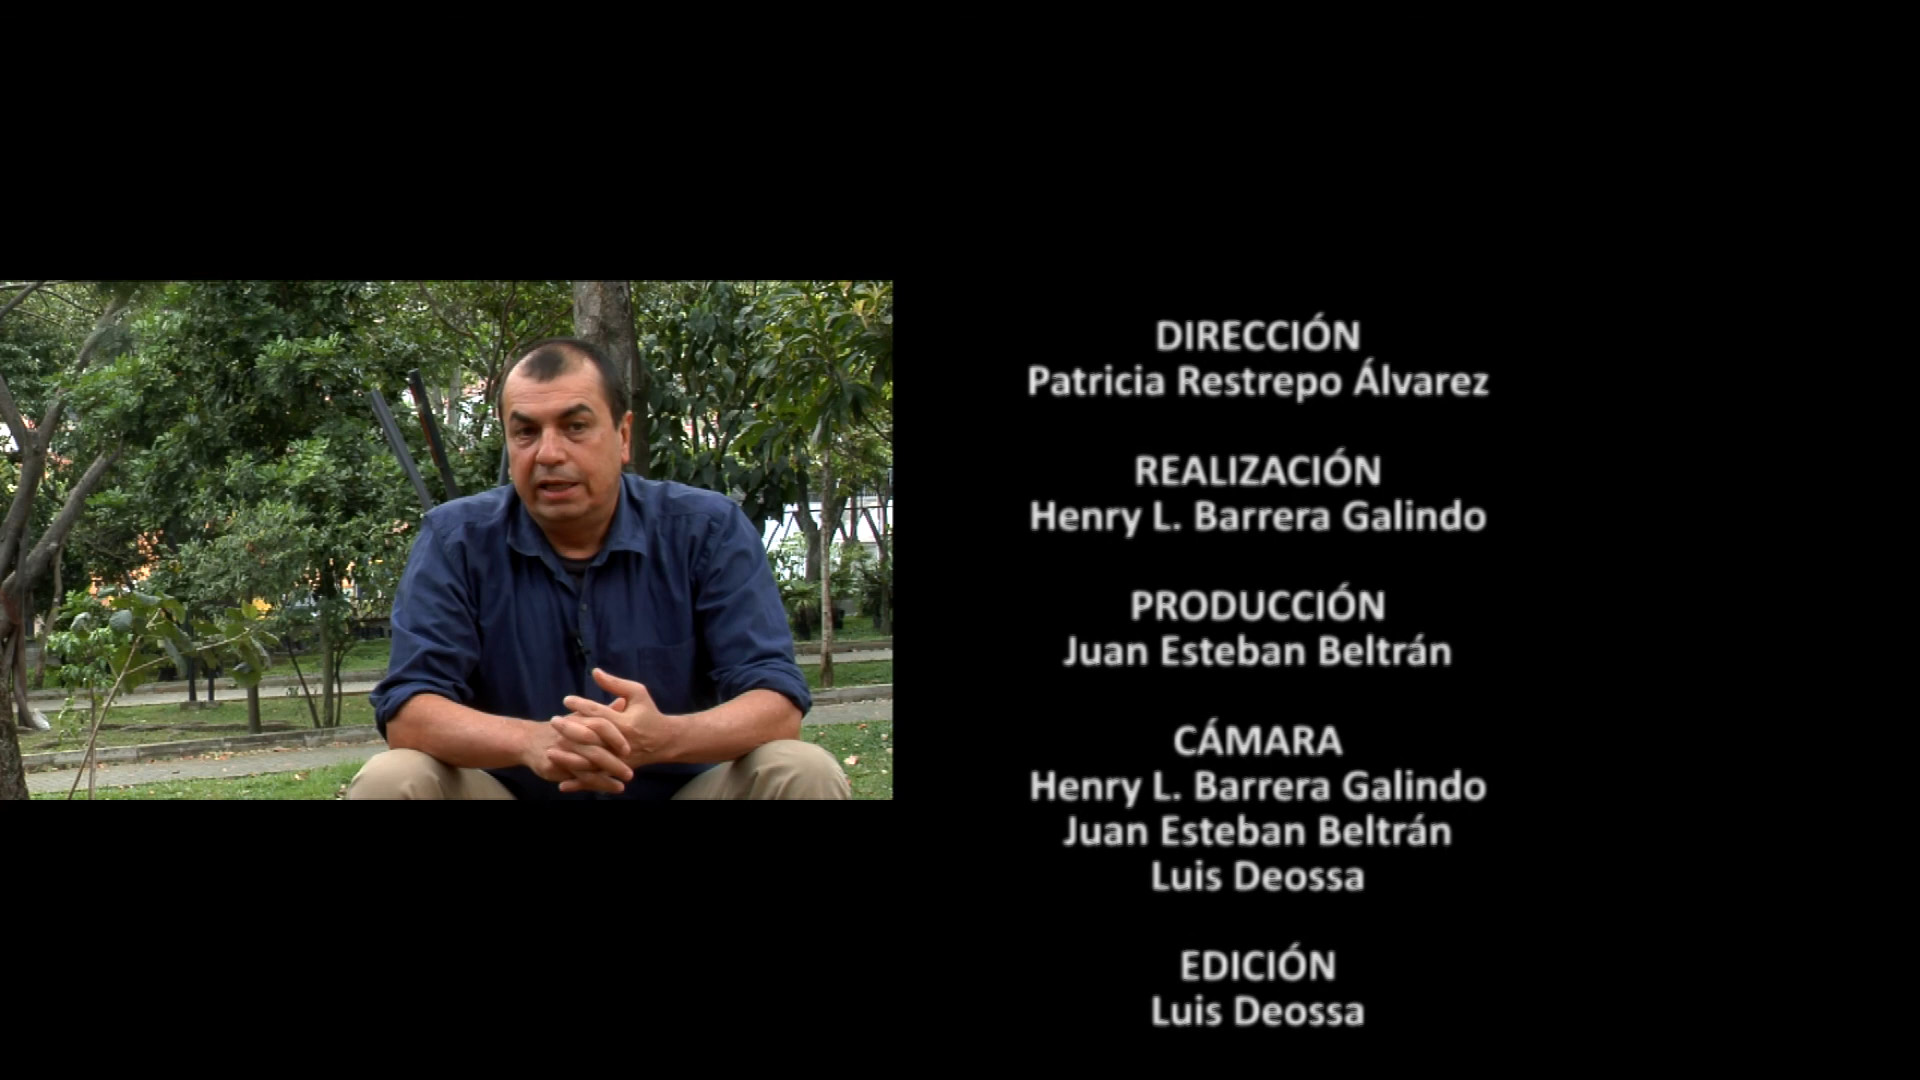 DIRECCIÓN
Patricia Restrepo Álvarez
REALIZACIÓN
Henry L. Barrera Galindo
PRODUCCIÓN
Juan Esteban Beltrán
CÁMARA
Henry L. Barrera Galindo
Juan Esteban Beltrán
Luis Deossa
EDICIÓN
Luis Deossa